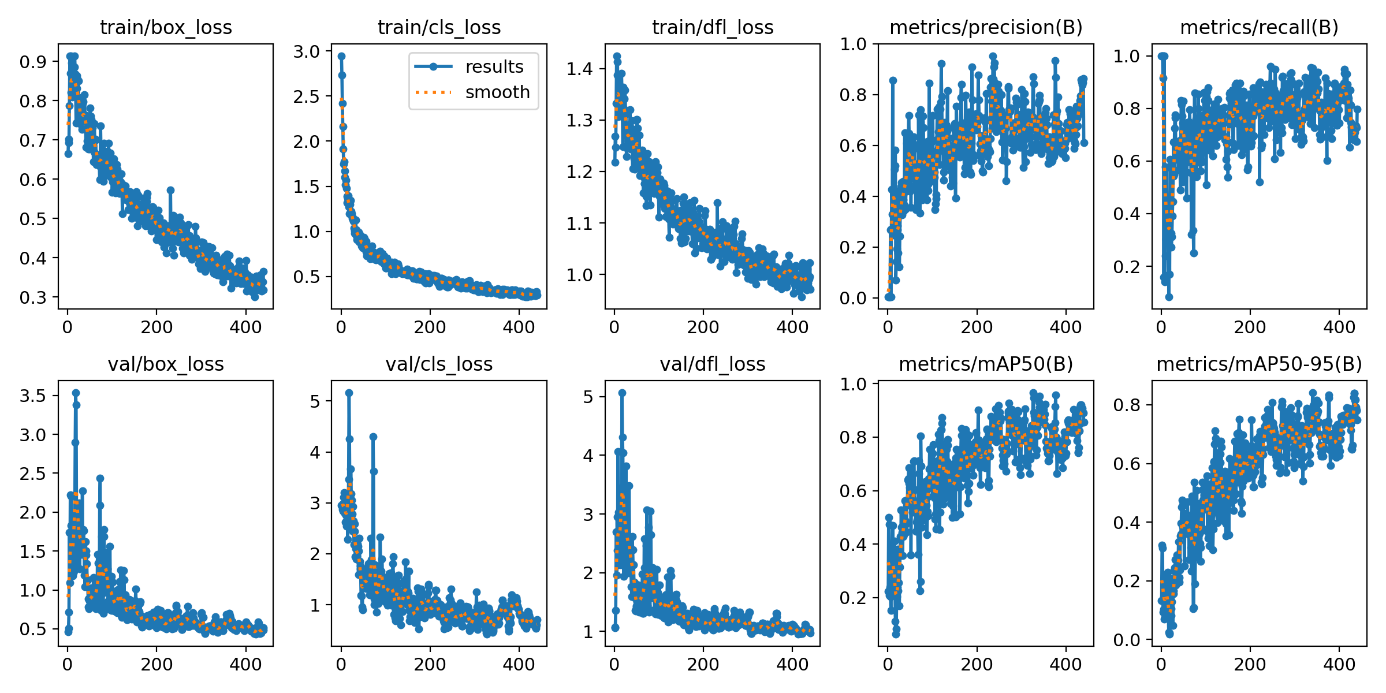 train/box_loss
train/cls_loss
train/dfl_loss
metrics/precision(B)
metrics/recall(B)
0.9
0.8
0.7
0.6
0.5
0.4
0.3
0 200 400
3.0
2.5
2.0
1.5
1.0
0.5
results
smooth
0 200 400
1.4
1.3
1.2
1.1
1.0
0 200 400
1.0
0.8
0.6
0.4
0.2
0.0
0 200 400
1.0
0.8
0.6
0.4
0.2
0 200 400
val/box_loss
val/cls_loss
val/dfl_loss
metrics/mAP50(B)
metrics/mAP50-95(B)
3.5
3.0
2.5
2.0
1.5
1.0
0.5
0 200 400
5
4
3
2
1
0 200 400
5
4
3
2
1
0 200 400
1.0
0.8
0.6
0.4
0.2
0 200 400
0.8
0.6
0.4
0.2
0.0
0 200 400